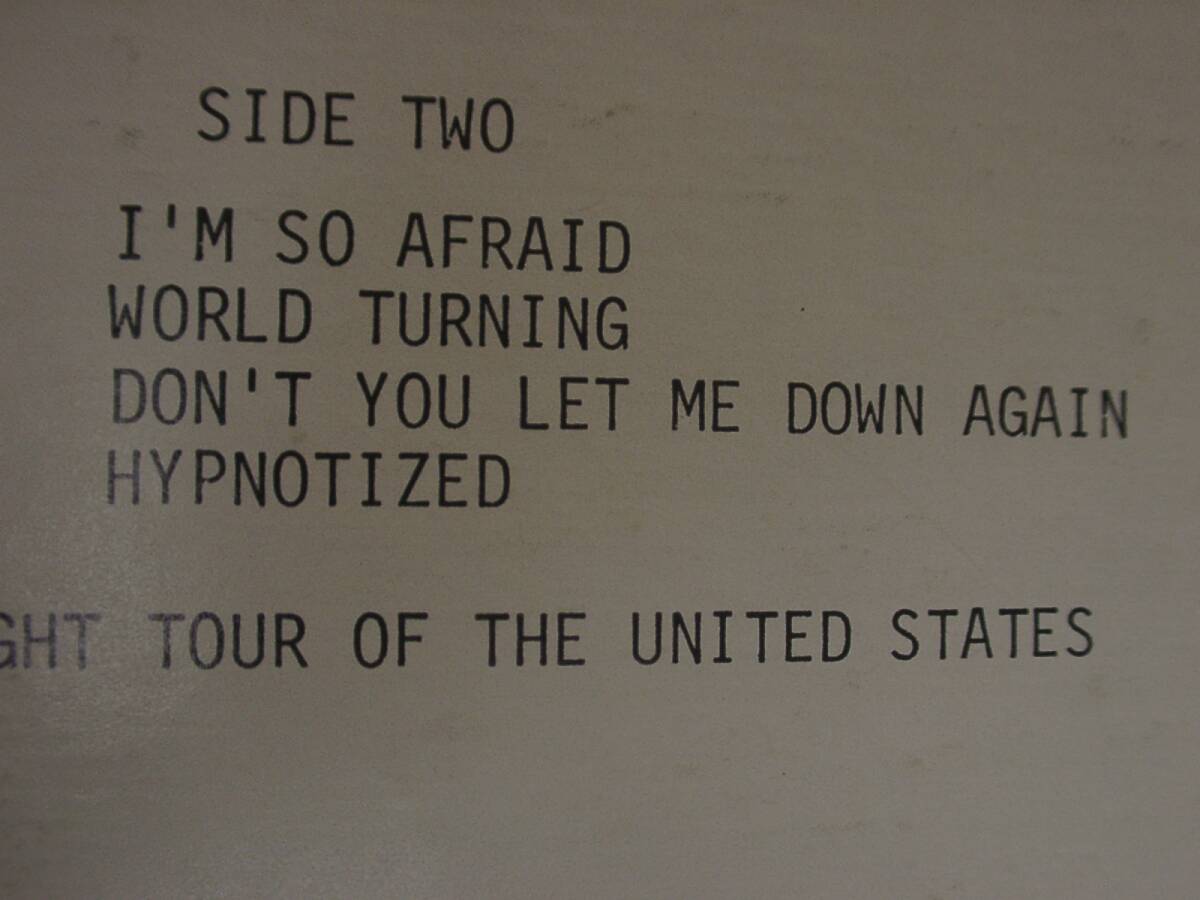 SIDE TWO
I'M SO AFRAID
WORLD TURNING
DON'T YOU LET ME DOWN AGAIN
HYPNOTIZED
GHT TOUR OF THE UNITED STATES